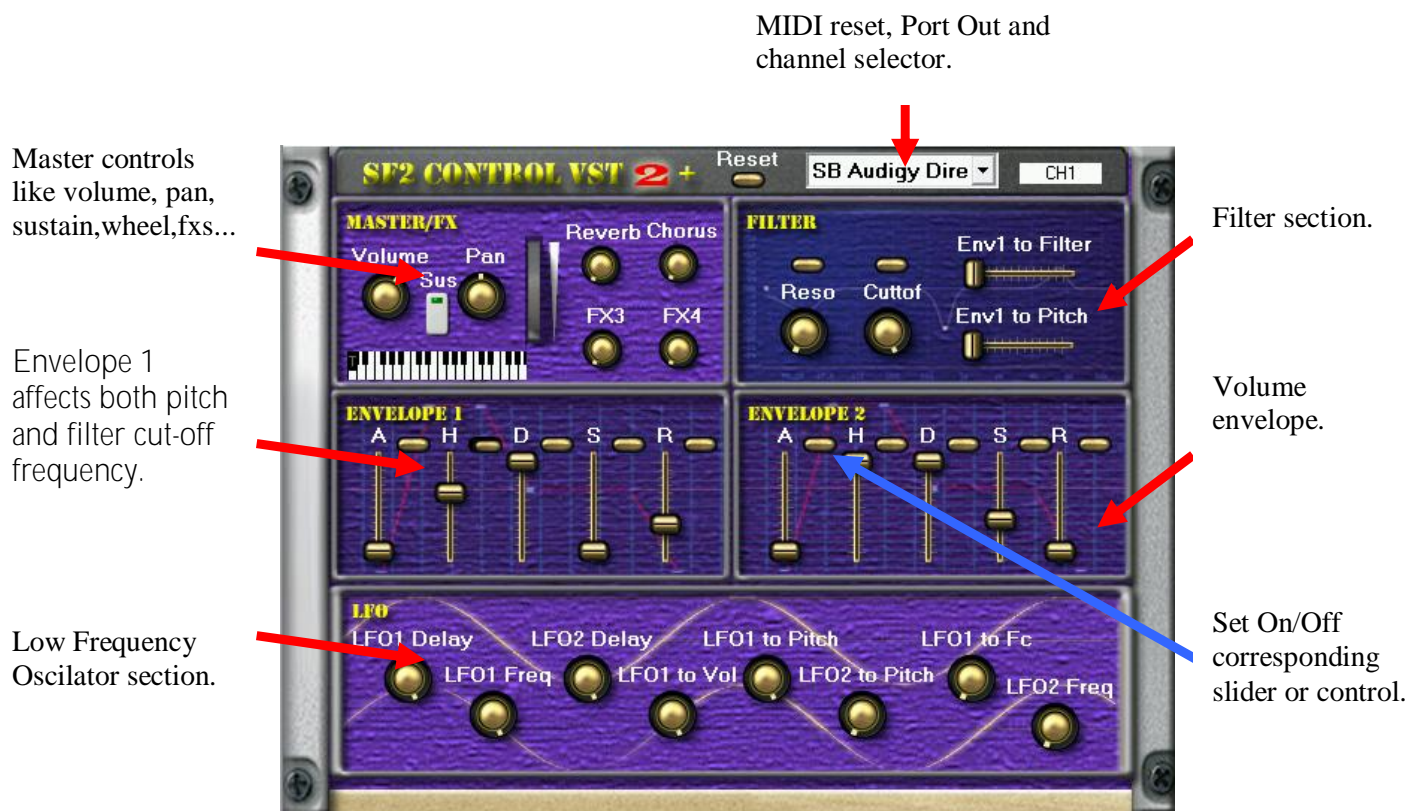 MIDI reset, Port Out and
channel selector.
Master controls
like volume, pan,
sustain,wheel,fxs...
Envelope 1
affects both pitch
and filter cut-off
frequency.
Low Frequency
Oscilator section.
SF2 CONTROL VST 2 +
Reset
SB Audigy Dire
CH1
MASTER/FX
Volume
Sus
Pan
Reverb
Chorus
FX3
FX4
T
FILTER
Reso
Cuttof
Env1 to Filter
Env1 to Pitch
ENVELOPE 1
A H D S R
ENVELOPE 2
A H D S R
LFO
LFO1 Delay
LFO1 Freq
LFO2 Delay
LFO1 to Vol
LFO1 to Pitch
LFO2 to Pitch
LFO1 to Fc
LFO2 Freq
Filter section.
Volume
envelope.
Set On/Off
corresponding
slider or control.